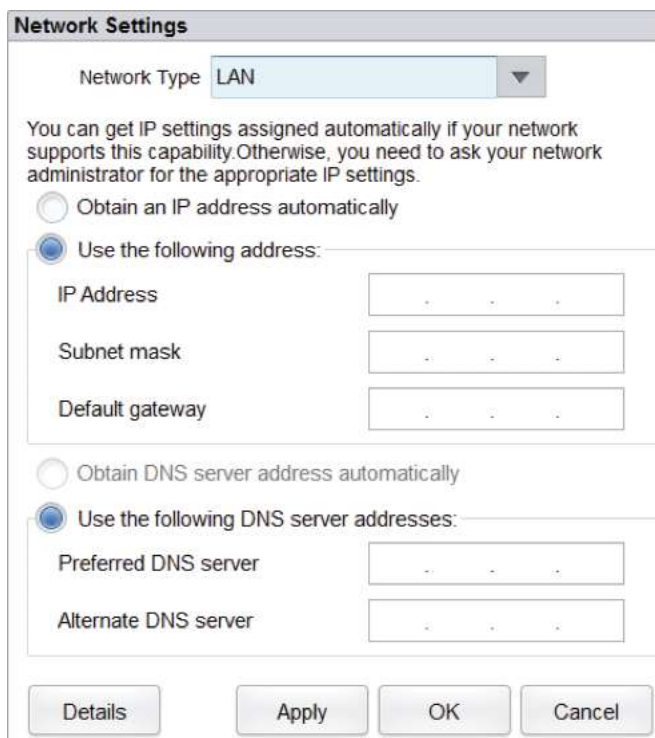 Network Settings
Network Type LAN
You can get IP settings assigned automatically if your network
supports this capability.Otherwise, you need to ask your network
administrator for the appropriate IP settings.
Obtain an IP address automatically
Use the following address:
IP Address . . .
Subnet mask . . .
Default gateway . . .
Obtain DNS server address automatically
Use the following DNS server addresses:
Preferred DNS server . . .
Alternate DNS server . . .
Details Apply OK Cancel